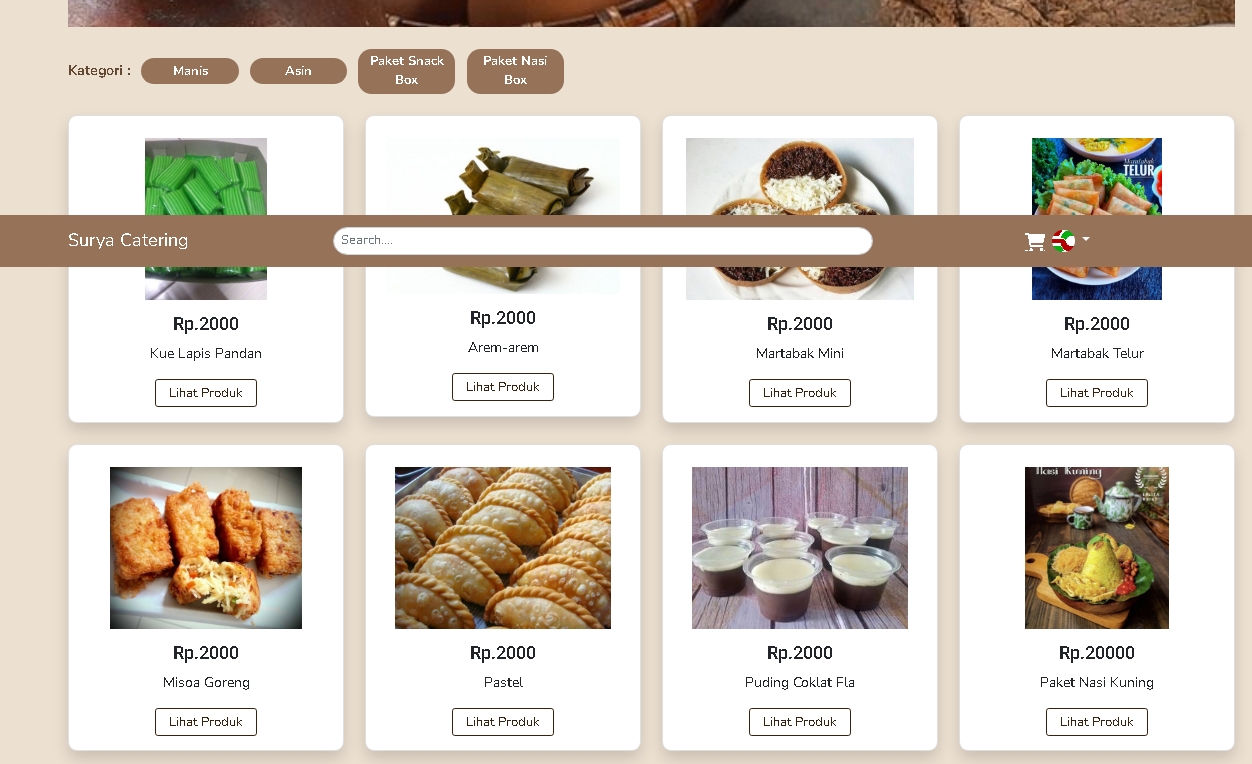 Kategori :
Manis
Asin
Paket Snack
Box
Paket Nasi
Box
Martabak
TELUR
Surya Catering
Search....
Rp.2000
Kue Lapis Pandan
Lihat Produk
Rp.2000
Arem-arem
Lihat Produk
Rp.2000
Martabak Mini
Lihat Produk
Rp.2000
Martabak Telur
Lihat Produk
Rp.2000
Misoa Goreng
Lihat Produk
Rp.2000
Pastel
Lihat Produk
Rp.2000
Puding Coklat Fla
Lihat Produk
Nasi Kuning
Rp.20000
Paket Nasi Kuning
Lihat Produk